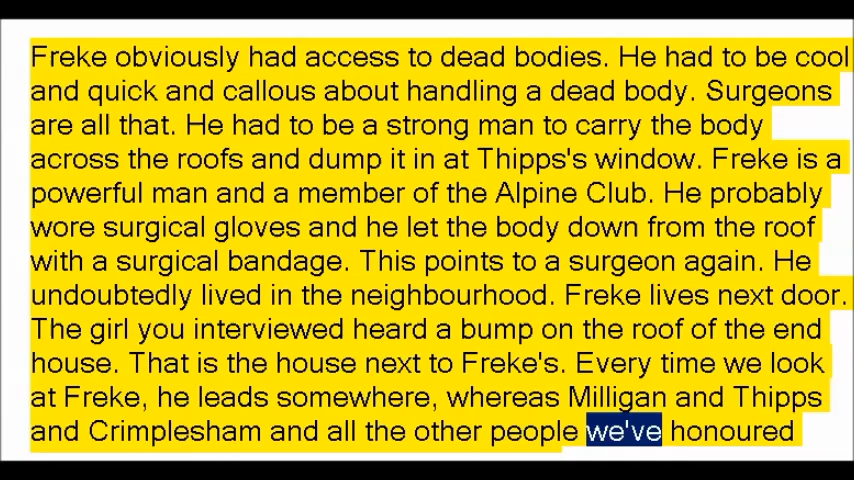 Freke obviously had access to dead bodies. He had to be cool
and quick and callous about handling a dead body. Surgeons
are all that. He had to be a strong man to carry the body
across the roofs and dump it in at Thipps's window. Freke is a
powerful man and a member of the Alpine Club. He probably
wore surgical gloves and he let the body down from the roof
with a surgical bandage. This points to a surgeon again. He
undoubtedly lived in the neighbourhood. Freke lives next door.
The girl you interviewed heard a bump on the roof of the end
house. That is the house next to Freke's. Every time we look
at Freke, he leads somewhere, whereas Milligan and Thipps
and Crimplesham and all the other people we've honoured